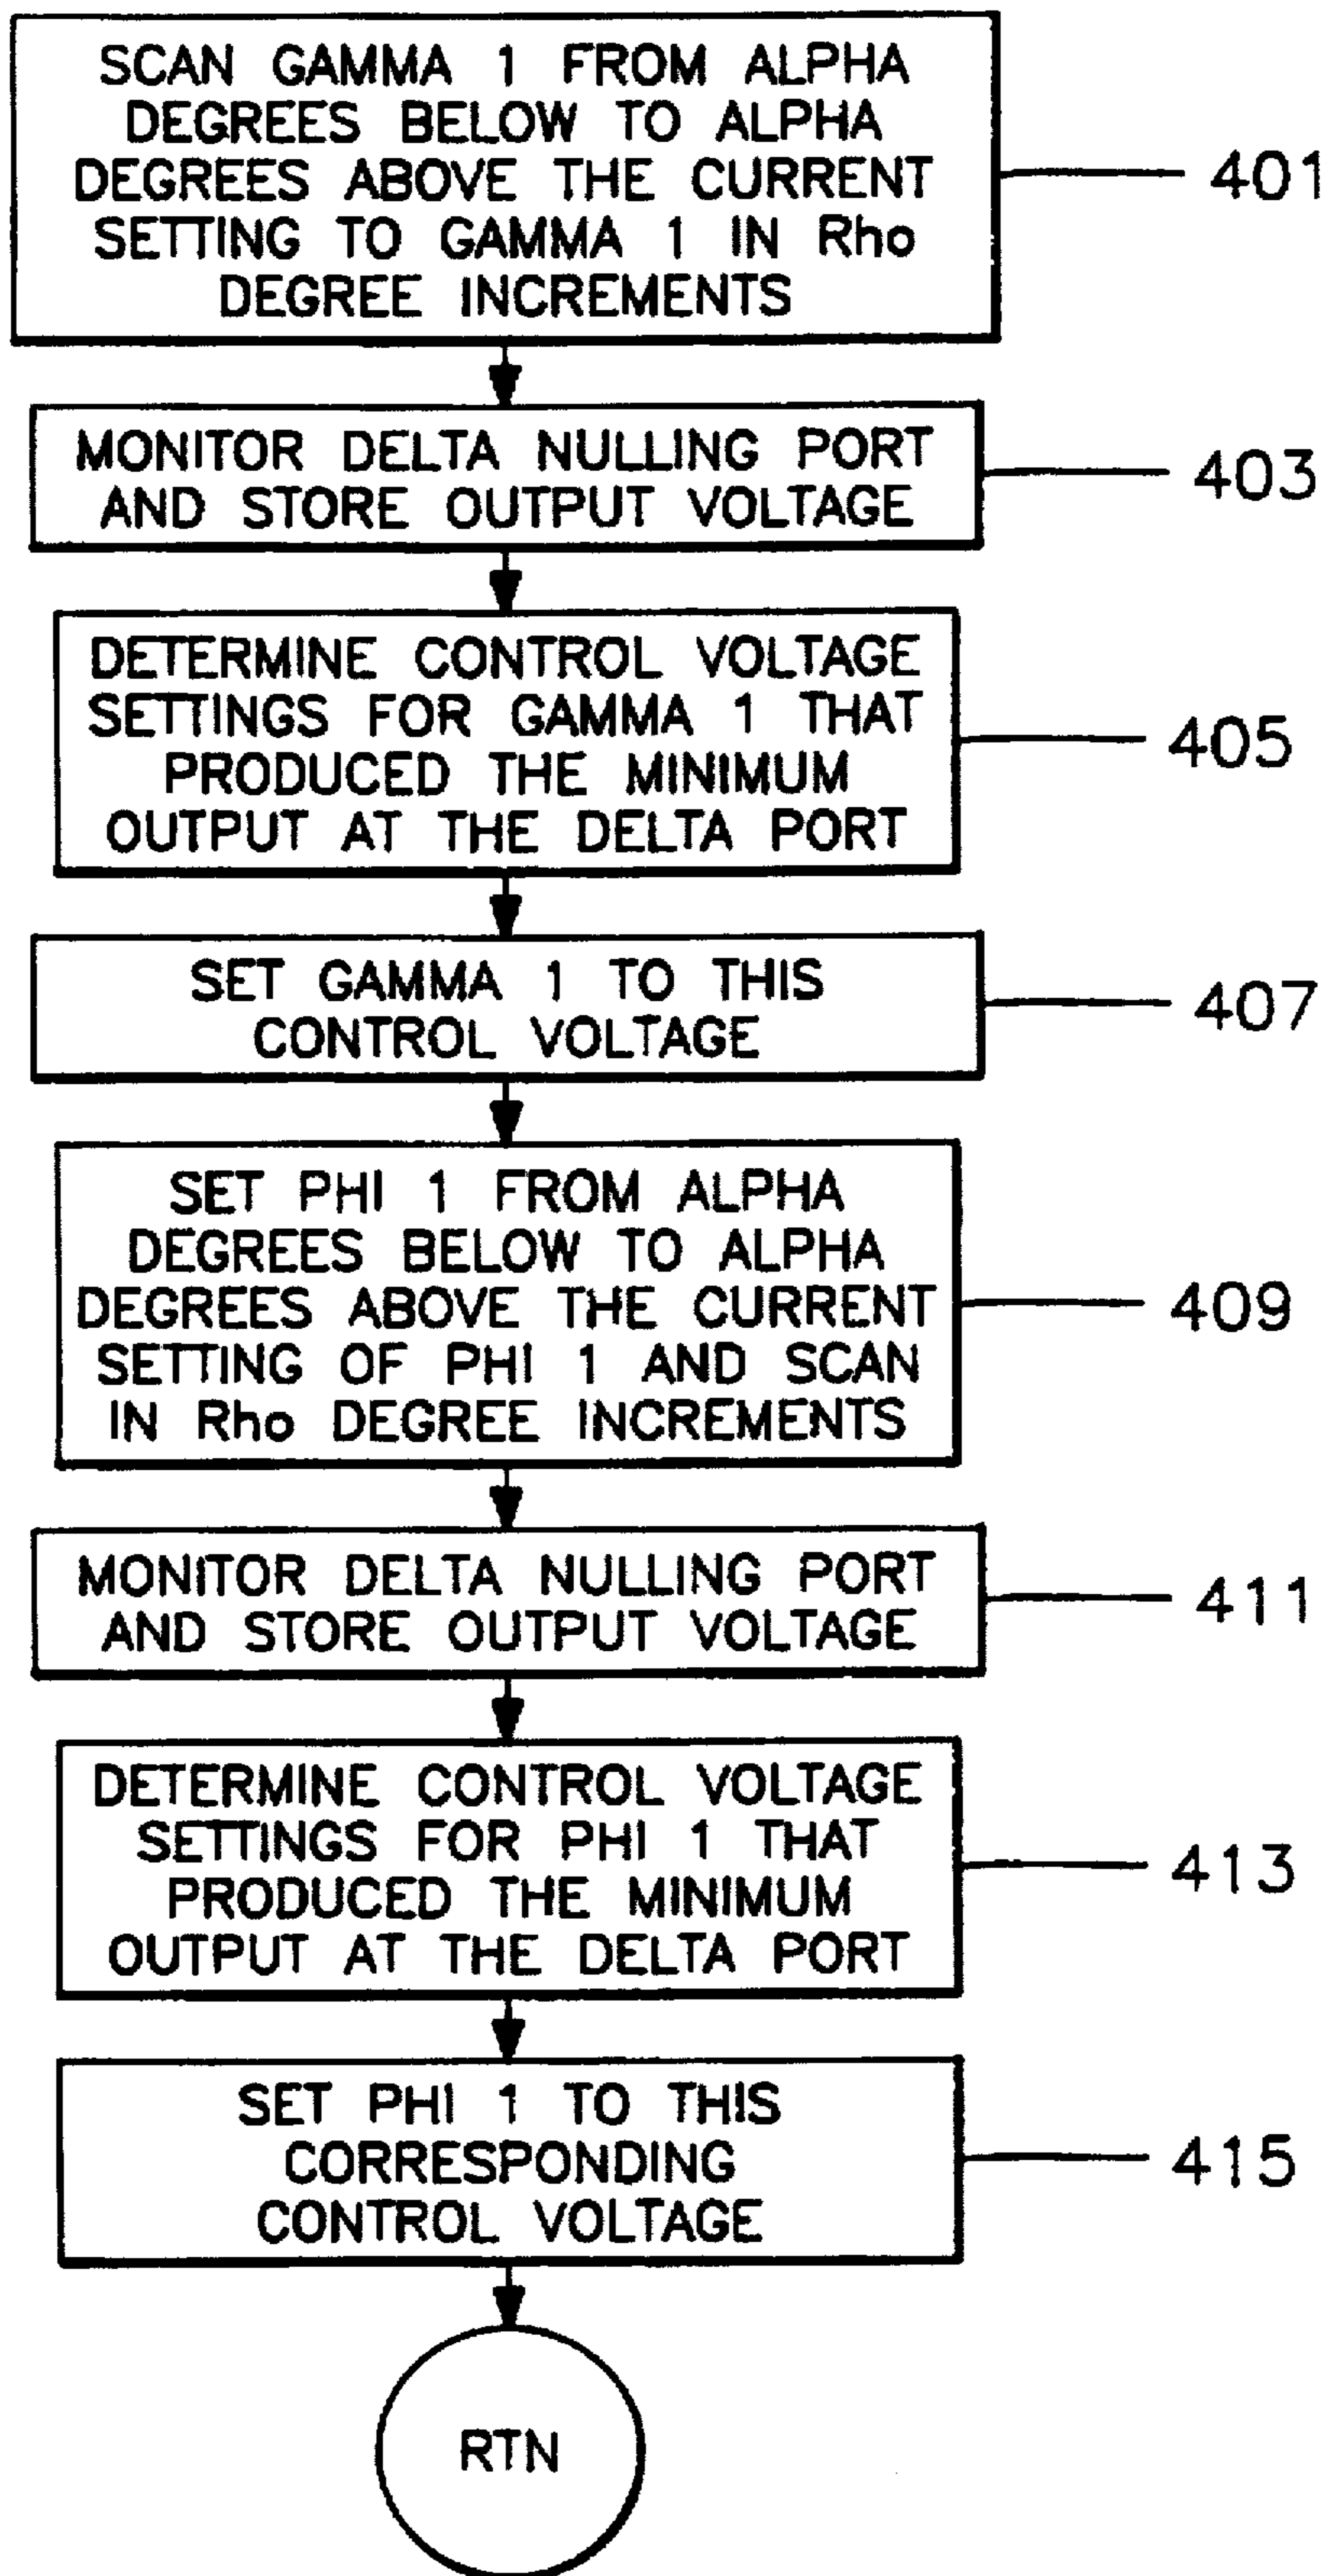 SCAN GAMMA 1 FROM ALPHA
DEGREES BELOW TO ALPHA
DEGREES ABOVE THE CURRENT
SETTING TO GAMMA 1 IN Rho
DEGREE INCREMENTS
401
MONITOR DELTA NULLING PORT
AND STORE OUTPUT VOLTAGE
403
DETERMINE CONTROL VOLTAGE
SETTINGS FOR GAMMA 1 THAT
PRODUCED THE MINIMUM
OUTPUT AT THE DELTA PORT
405
SET GAMMA 1 TO THIS
CONTROL VOLTAGE
407
SET PHI 1 FROM ALPHA
DEGREES BELOW TO ALPHA
DEGREES ABOVE THE CURRENT
SETTING OF PHI 1 AND SCAN
IN Rho DEGREE INCREMENTS
409
MONITOR DELTA NULLING PORT
AND STORE OUTPUT VOLTAGE
411
DETERMINE CONTROL VOLTAGE
SETTINGS FOR PHI 1 THAT
PRODUCED THE MINIMUM
OUTPUT AT THE DELTA PORT
413
SET PHI 1 TO THIS
CORRESPONDING
CONTROL VOLTAGE
415
RTN